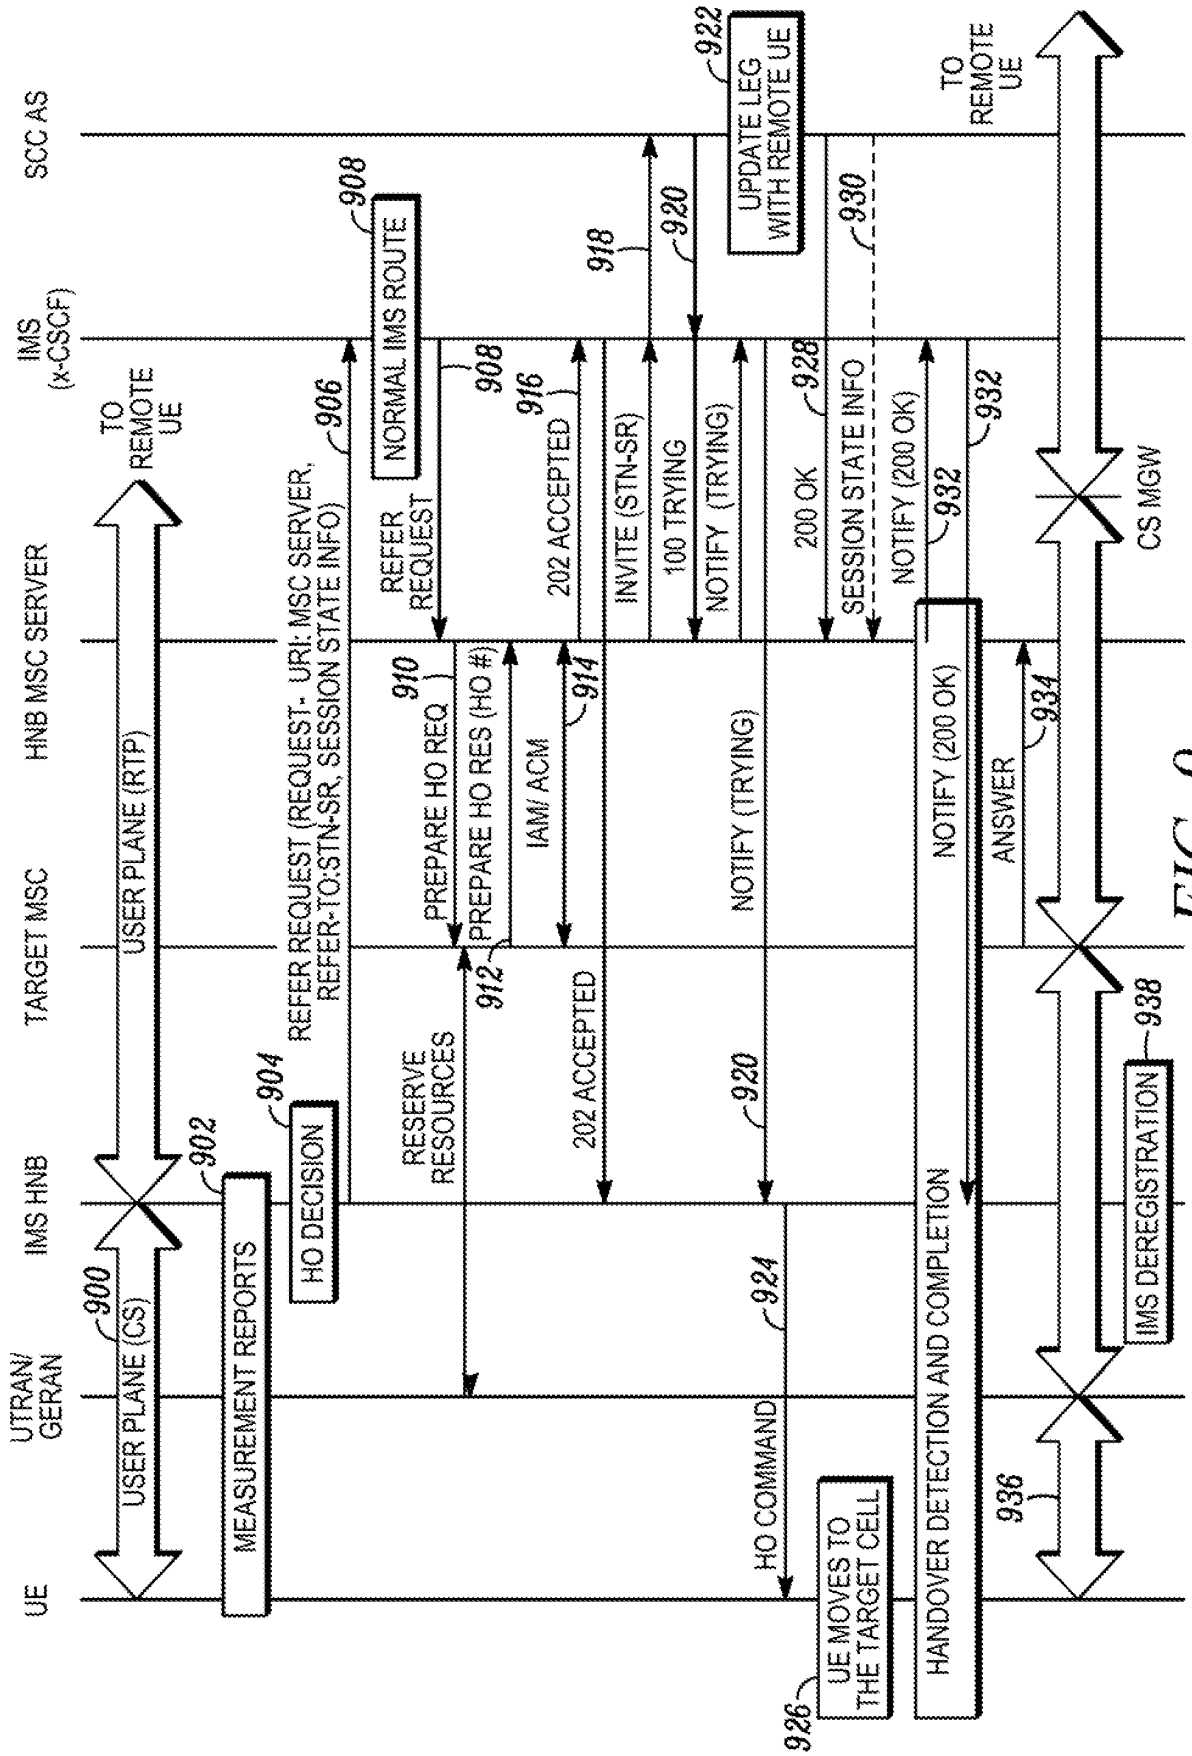 UE
UTRAN/
GERAN
IMS HNB
TARGET MSC
HNB MSC SERVER
IMS
(x-CSCF)
SCC AS
900
USER PLANE (CS)
USER PLANE (RTP)
TO
REMOTE
UE
902
MEASUREMENT REPORTS
904
HO DECISION
REFER REQUEST (REQUEST- URI: MSC SERVER,
REFER-TO:STN-SR, SESSION STATE INFO)
906
908
NORMAL IMS ROUTE
REFER
REQUEST
908
910
PREPARE HO REQ
RESERVE
RESOURCES
PREPARE HO RES (HO #)
912
IAM/ ACM
914
202 ACCEPTED
916
202 ACCEPTED
INVITE (STN-SR)
918
100 TRYING
920
NOTIFY (TRYING)
922
UPDATE LEG
WITH REMOTE UE
NOTIFY (TRYING)
920
HO COMMAND
924
200 OK
928
926
UE MOVES TO
THE TARGET CELL
SESSION STATE INFO
930
NOTIFY (200 OK)
932
HANDOVER DETECTION AND COMPLETION
NOTIFY (200 OK)
932
ANSWER
934
TO
REMOTE
UE
936
CS MGW
IMS DEREGISTRATION
938
FIG. 9